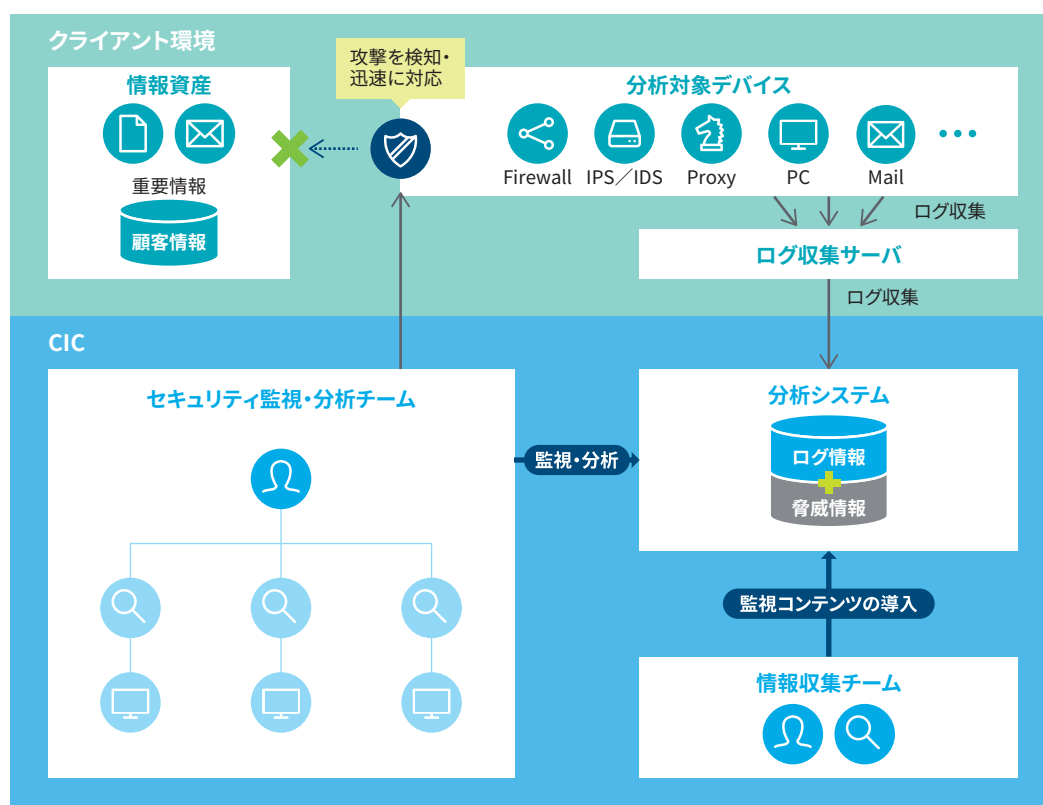 クライアント環境
情報資産
重要情報
顧客情報
攻撃を検知・
迅速に対応
分析対象デバイス
Firewall
IPS／IDS
Proxy
PC
Mail
ログ収集
ログ収集サーバ
ログ収集
CIC
セキュリティ監視・分析チーム
監視・分析
分析システム
ログ情報
脅威情報
監視コンテンツの導入
情報収集チーム